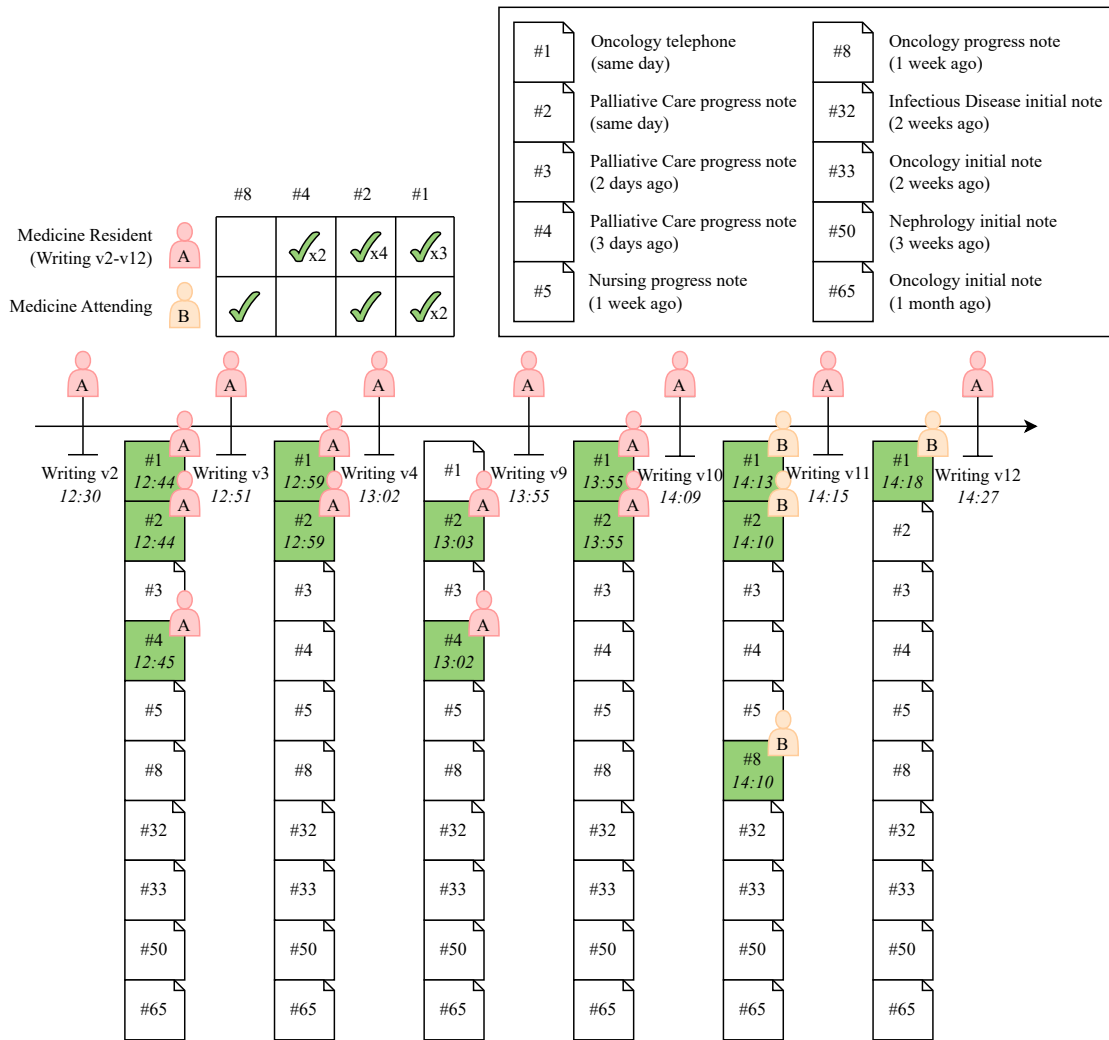 #1
Oncology telephone
(same day)
#2
Palliative Care progress note
(same day)
#3
Palliative Care progress note
(2 days ago)
#4
Palliative Care progress note
(3 days ago)
#5
Nursing progress note
(1 week ago)
#8
Oncology progress note
(1 week ago)
#32
Infectious Disease initial note
(2 weeks ago)
#33
Oncology initial note
(2 weeks ago)
#50
Nephrology initial note
(3 weeks ago)
#65
Oncology initial note
(1 month ago)
#8 #4 #2 #1
Medicine Resident
(Writing v2-v12)
A
x2 x4 x3
Medicine Attending
B
x2
A A A A A A A
Writing v2
12:30
Writing v3
12:51
Writing v4
13:02
Writing v9
13:55
Writing v10
14:09
Writing v11
14:15
Writing v12
14:27
#1
12:44
A
#2
12:44
A
#3
#4
12:45
A
#5
#8
#32
#33
#50
#65
#1
12:59
A
#2
12:59
A
#3
#4
#5
#8
#32
#33
#50
#65
#1
#2
13:03
A
#3
#4
13:02
A
#5
#8
#32
#33
#50
#65
#1
13:55
A
#2
13:55
A
#3
#4
#5
#8
#32
#33
#50
#65
#1
14:13
B
#2
14:10
B
#3
#4
#5
#8
14:10
B
#32
#33
#50
#65
#1
14:18
B
#2
#3
#4
#5
#8
#32
#33
#50
#65